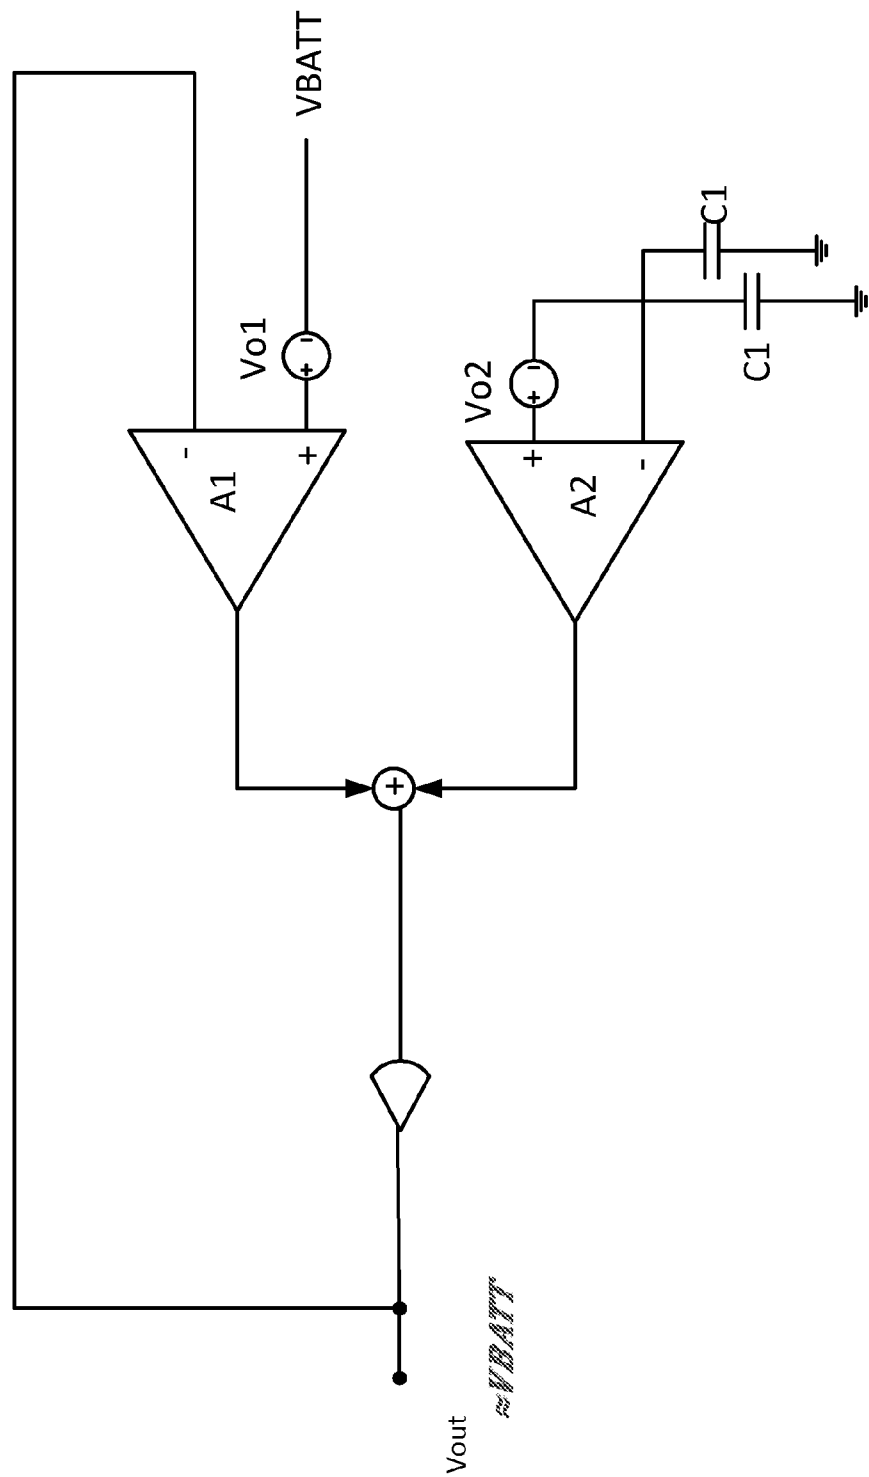 VBATT
Vo1
-
+
-
+
A1
C1
C1
Vo2
-
+
+
-
A2
+
Vout
≈VBATT